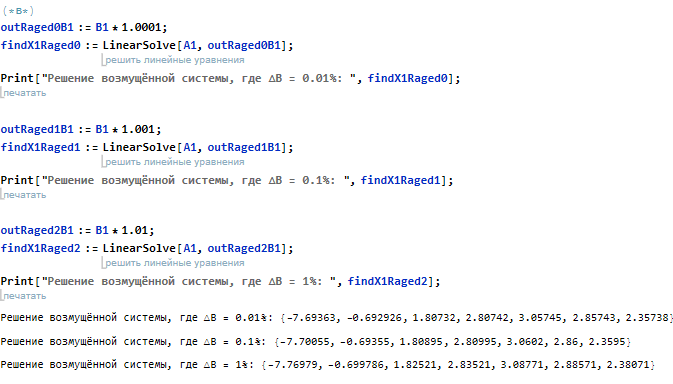 (*B*)
outRaged0B1 := B1 * 1.0001;
findX1Raged0 := LinearSolve[A1, outRaged0B1];
решить линейные уравнения
Print["Решение возмущённой системы, где ∆B = 0.01%: ", findX1Raged0];
печатать
outRaged1B1 := B1 * 1.001;
findX1Raged1 := LinearSolve[A1, outRaged1B1];
решить линейные уравнения
Print["Решение возмущённой системы, где ∆B = 0.1%: ", findX1Raged1];
печатать
outRaged2B1 := B1 * 1.01;
findX1Raged2 := LinearSolve[A1, outRaged2B1];
решить линейные уравнения
Print["Решение возмущённой системы, где ∆B = 1%: ", findX1Raged2];
печатать
Решение возмущённой системы, где ∆B = 0.01%: {-7.69363, -0.692926, 1.80732, 2.80742, 3.05745, 2.85743, 2.35738}
Решение возмущённой системы, где ∆B = 0.1%: {-7.70055, -0.69355, 1.80895, 2.80995, 3.0602, 2.86, 2.3595}
Решение возмущённой системы, где ∆B = 1%: {-7.76979, -0.699786, 1.82521, 2.83521, 3.08771, 2.88571, 2.38071}